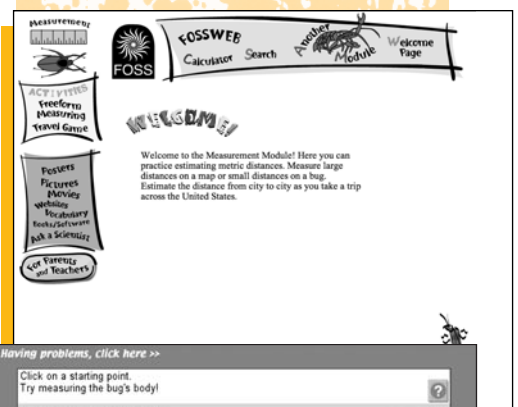 Measurement
FOSS
FOSSWEB
Calculator
Search
Another
Module
Welcome
Page
ACTIVITIES
Freeform
Measuring
Travel Game
WELCOME!
Welcome to the Measurement Module! Here you can
practice estimating metric distances. Measure large
distances on a map or small distances on a bug.
Estimate the distance from city to city as you take a trip
across the United States.
Posters
Pictures
Movies
Websites
Vocabulary
Books/Software
Ask a Scientist
For Parents
and Teachers
Having problems, click here >>
Click on a starting point.
Try measuring the bug's body!
?